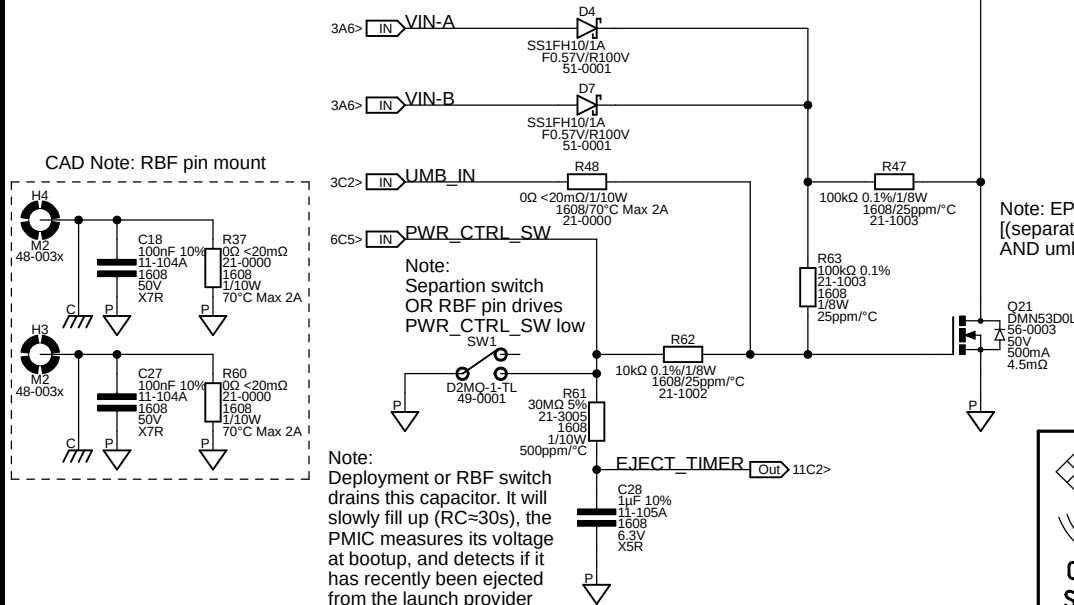 3A6> IN VIN-A
D4
SS1FH10/1A
F0.57V/R100V
51-0001
3A6> IN VIN-B
D7
SS1FH10/1A
F0.57V/R100V
51-0001
CAD Note: RBF pin mount
3C2> IN UMB_IN
R48
0Ω <20mΩ/1/10W
1608/70°C Max 2A
21-0000
R47
100kΩ 0.1%/1/8W
1608/25ppm/°C
21-1003
6C5> IN PWR_CTRL_SW
Note:
Separtion switch
OR RBF pin drives
PWR_CTRL_SW low
SW1
D2MQ-1-TL
49-0001
P
H4
M2
48-003x
C18
100nF 10%
11-104A
1608
50V
X7R
R37
0Ω <20mΩ
21-0000
1608
1/10W
70°C Max 2A
C
P
P
H3
M2
48-003x
C27
100nF 10%
11-104A
1608
50V
X7R
R60
0Ω <20mΩ
21-0000
1608
1/10W
70°C Max 2A
C
P
P
R63
100kΩ 0.1%
21-1003
1608
1/8W
25ppm/°C
R62
10kΩ 0.1%/1/8W
1608/25ppm/°C
21-1002
Note: EP
[(separat
AND umb
Q21
DMN53D0L
56-0003
50V
500mA
4.5mΩ
P
R61
30MΩ 5%
21-3005
1608
1/10W
500ppm/°C
EJECT_TIMER Out 11C2>
C28
1µF 10%
11-105A
1608
6.3V
X5R
P
Note:
Deployment or RBF switch
drains this capacitor. It will
slowly fill up (RC≈30s), the
PMIC measures its voltage
at bootup, and detects if it
has recently been ejected
from the launch provider